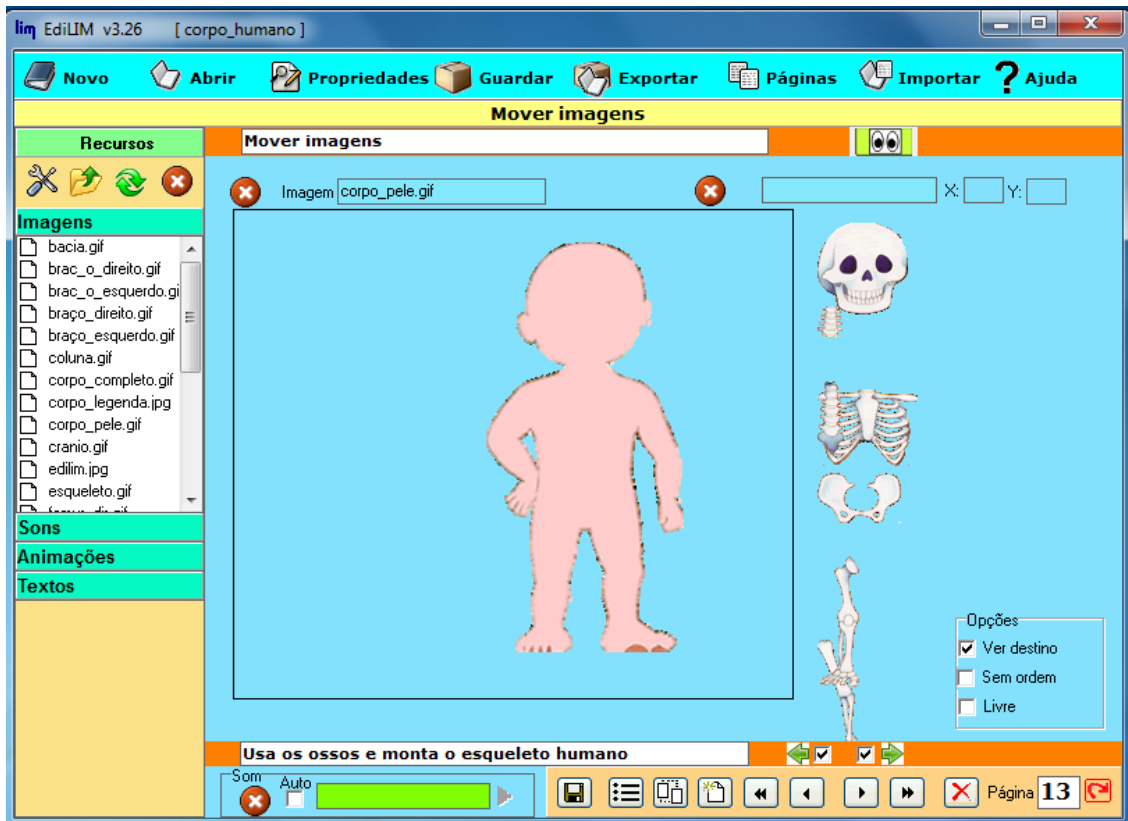 lim EdiLIM v3.26 [ corpo_humano ]
Novo Abrir Propriedades Guardar Exportar Páginas Importar ? Ajuda
Mover imagens
Recursos
Mover imagens
Imagem corpo_pele.gif X: Y:
Imagens
bacia.gif
brac_o_direito.gif
brac_o_esquerdo.gi
braço_direito.gif
braço_esquerdo.gif
coluna.gif
corpo_completo.gif
corpo_legenda.jpg
corpo_pele.gif
cranio.gif
edilim.jpg
esqueleto.gif
Sons
Animações
Textos
Opções
Ver destino
Sem ordem
Livre
Usa os ossos e monta o esqueleto humano
Som
Auto
Página 13